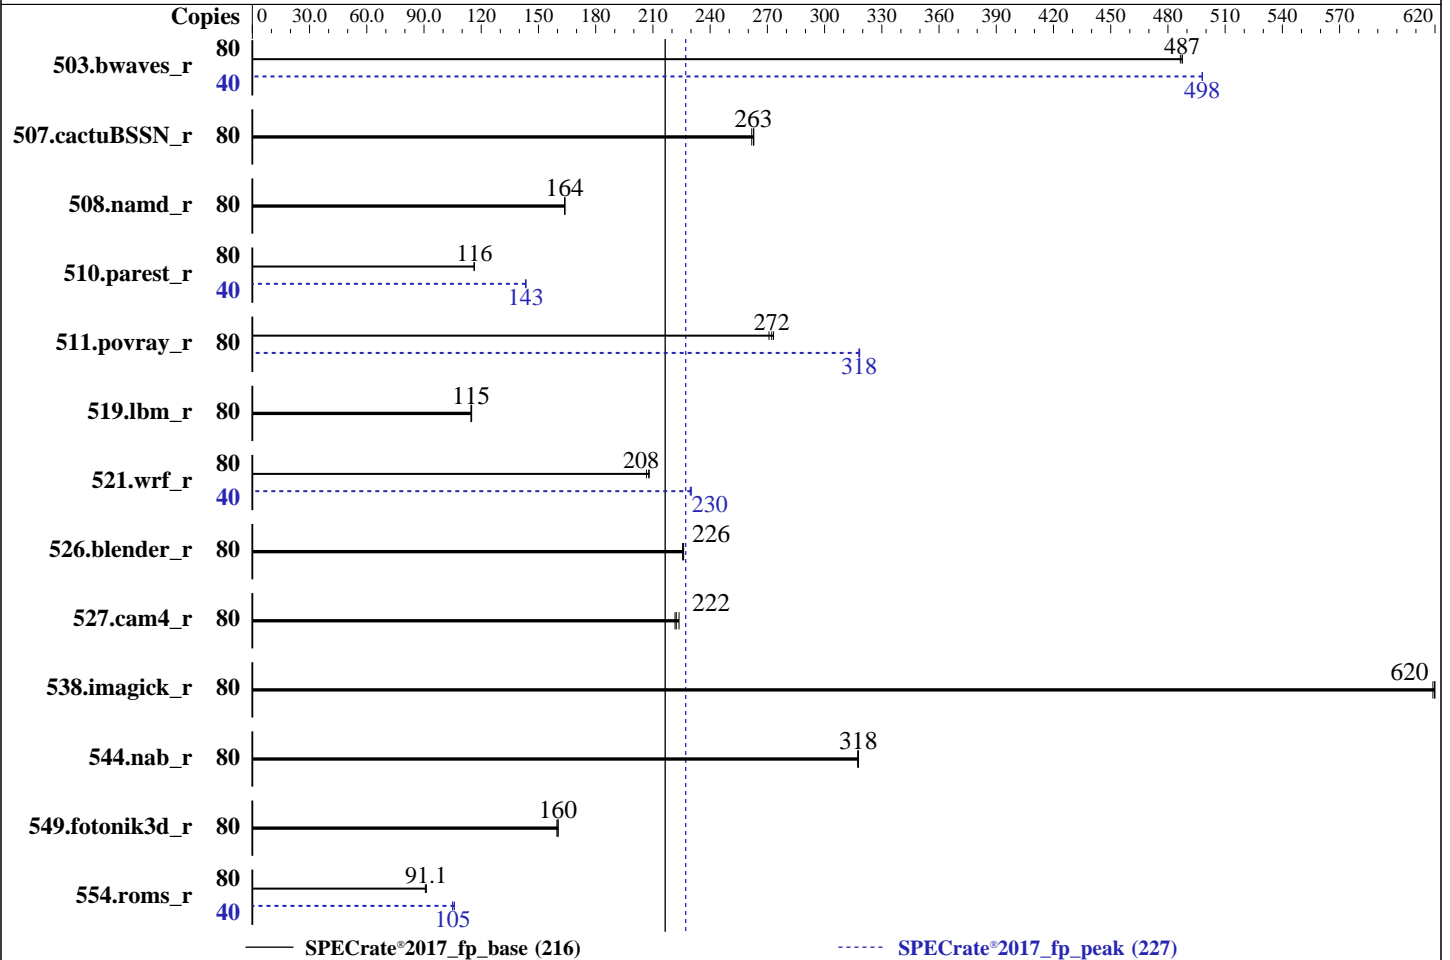 Copies 0 30.0 60.0 90.0 120 150 180 210 240 270 300 330 360 390 420 450 480 510 540 570 620
503.bwaves_r 80 487
40 498
507.cactuBSSN_r 80 263
508.namd_r 80 164
510.parest_r 80 116
40 143
511.povray_r 80 272
318
519.lbm_r 80 115
521.wrf_r 80 208
40 230
526.blender_r 80 226
527.cam4_r 80 222
538.imagick_r 80 620
544.nab_r 80 318
549.fotonik3d_r 80 160
554.roms_r 80 91.1
40 105
SPECrate®2017_fp_base (216) SPECrate®2017_fp_peak (227)